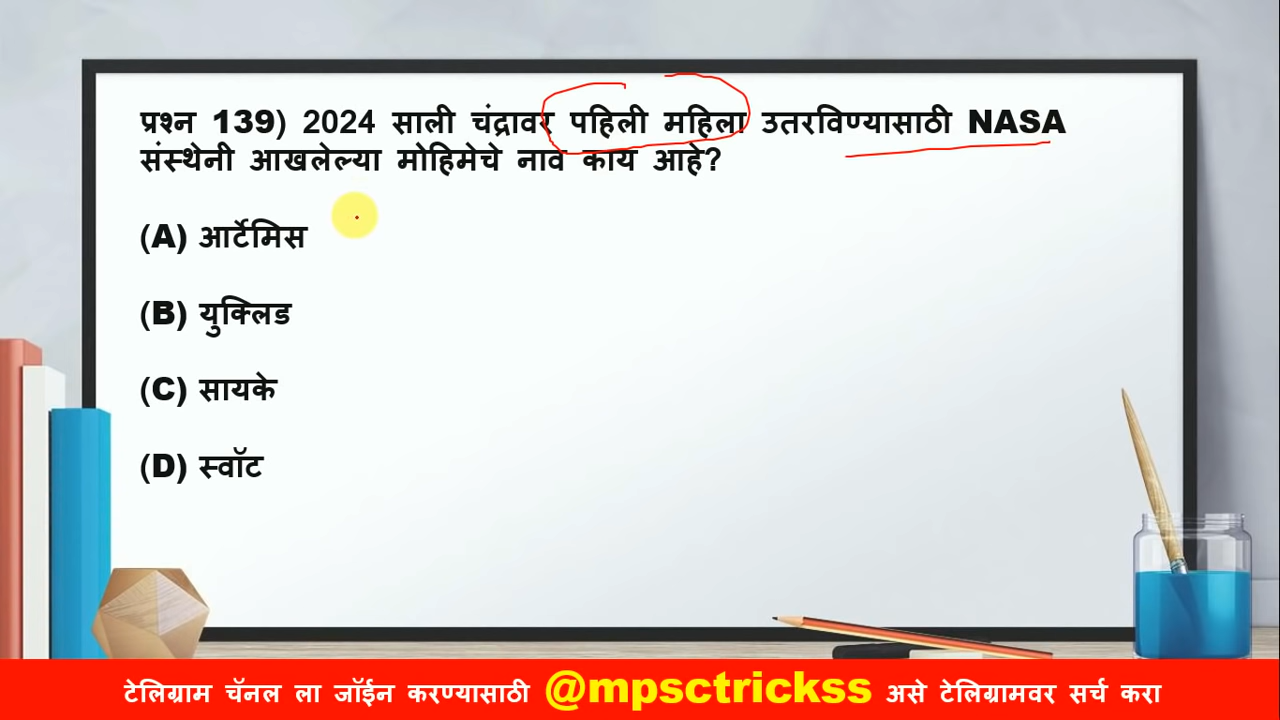 प्रश्न 139) 2024 साली चंद्रावर पहिली महिला उतरविण्यासाठी NASA
संस्थेनी आखलेल्या मोहिमेचे नाव काय आहे?
(A) आर्टेमिस
(B) युक्लिड
(C) सायके
(D) स्वॉट
टेलिग्राम चॅनल ला जॉईन करण्यासाठी @mpsctrickss असे टेलिग्रामवर सर्च करा